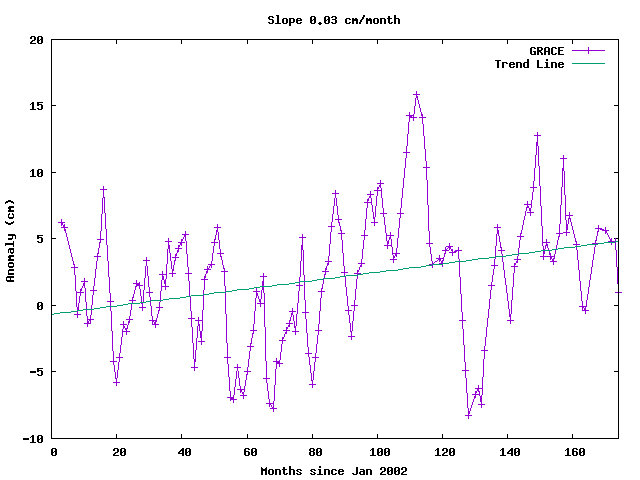 Slope 0.03 cm/month
GRACE
Trend Line
Anomaly (cm)
20
15
10
5
0
-5
-10
0 20 40 60 80 100 120 140 160
Months since Jan 2002